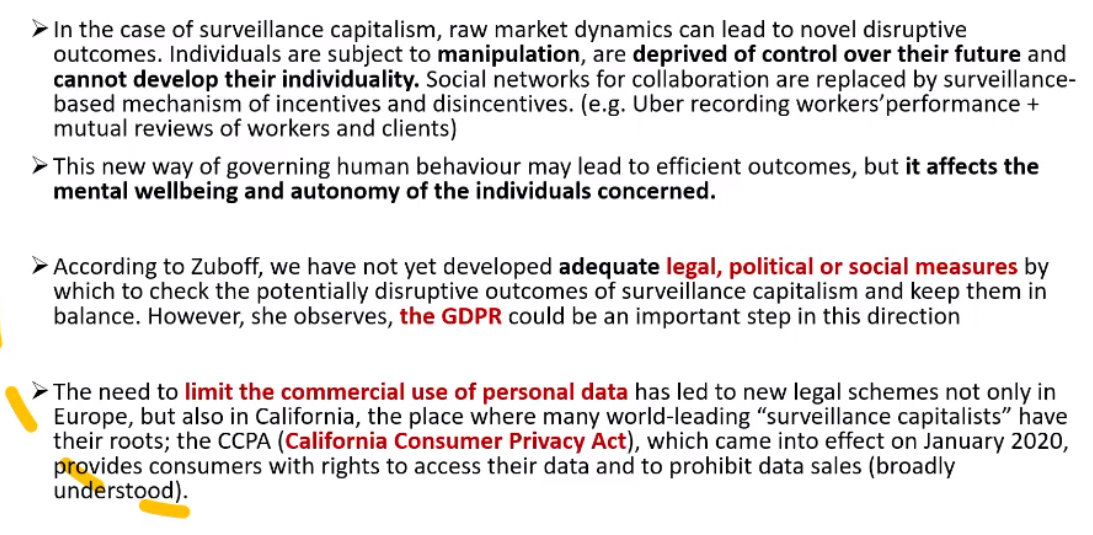 ➢ In the case of surveillance capitalism, raw market dynamics can lead to novel disruptive
outcomes. Individuals are subject to manipulation, are deprived of control over their future and
cannot develop their individuality. Social networks for collaboration are replaced by surveillance-
based mechanism of incentives and disincentives. (e.g. Uber recording workers'performance +
mutual reviews of workers and clients)
➢ This new way of governing human behaviour may lead to efficient outcomes, but it affects the
mental wellbeing and autonomy of the individuals concerned.
➢ According to Zuboff, we have not yet developed adequate legal, political or social measures by
which to check the potentially disruptive outcomes of surveillance capitalism and keep them in
balance. However, she observes, the GDPR could be an important step in this direction
➢ The need to limit the commercial use of personal data has led to new legal schemes not only in
Europe, but also in California, the place where many world-leading “surveillance capitalists” have
their roots; the CCPA (California Consumer Privacy Act), which came into effect on January 2020,
provides consumers with rights to access their data and to prohibit data sales (broadly
understood).